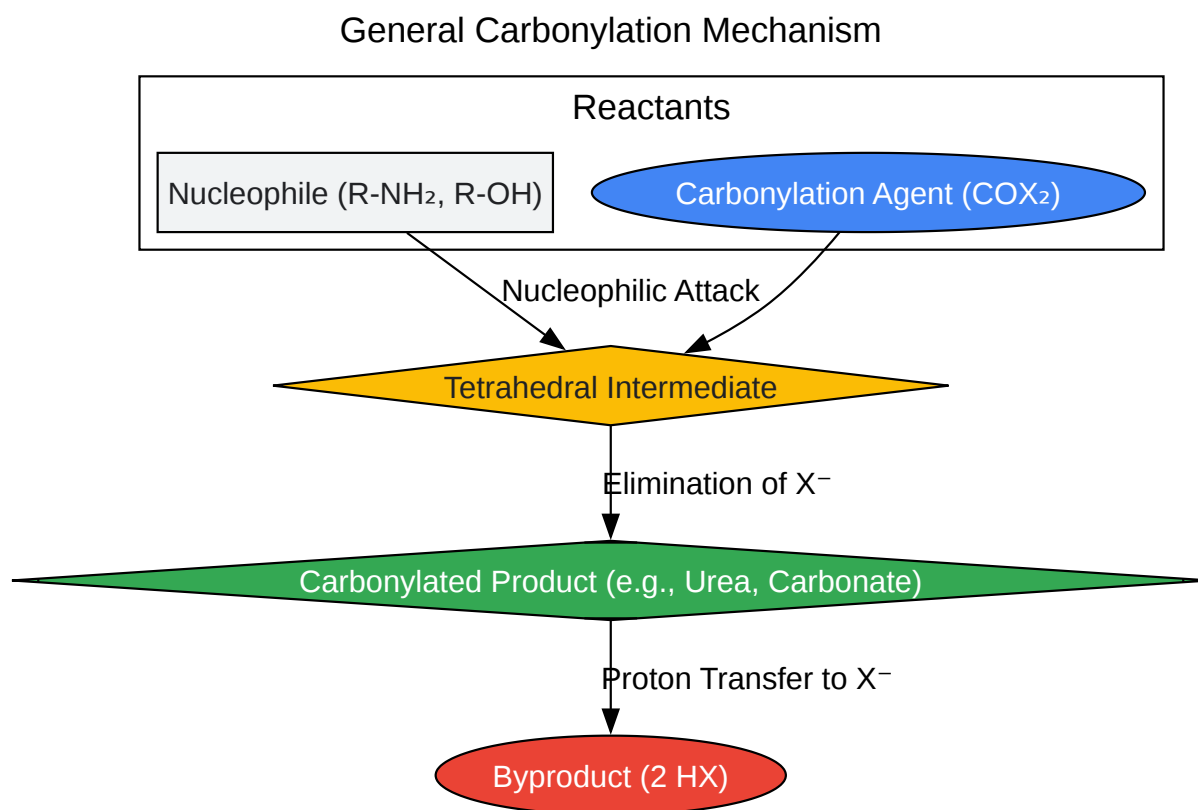 General Carbonylation Mechanism
Reactants
Nucleophile (R-NH₂, R-OH)
Carbonylation Agent (COX₂)
Nucleophilic Attack
Tetrahedral Intermediate
Elimination of X⁻
Carbonylated Product (e.g., Urea, Carbonate)
Proton Transfer to X⁻
Byproduct (2 HX)